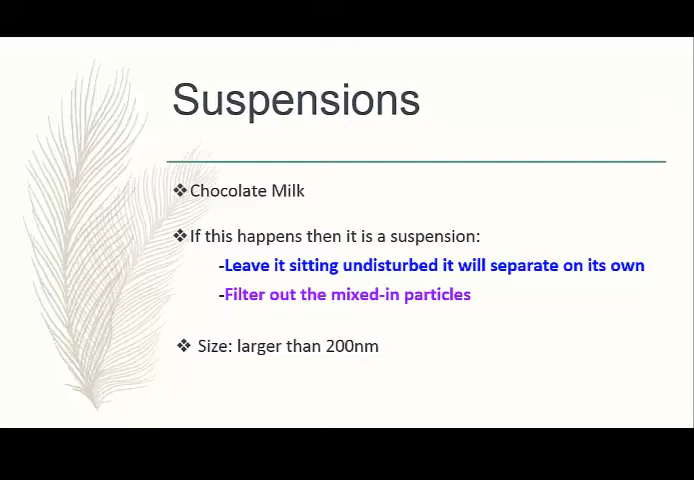 Suspensions
❖Chocolate Milk
❖If this happens then it is a suspension:
-Leave it sitting undisturbed it will separate on its own
-Filter out the mixed-in particles
❖ Size: larger than 200nm